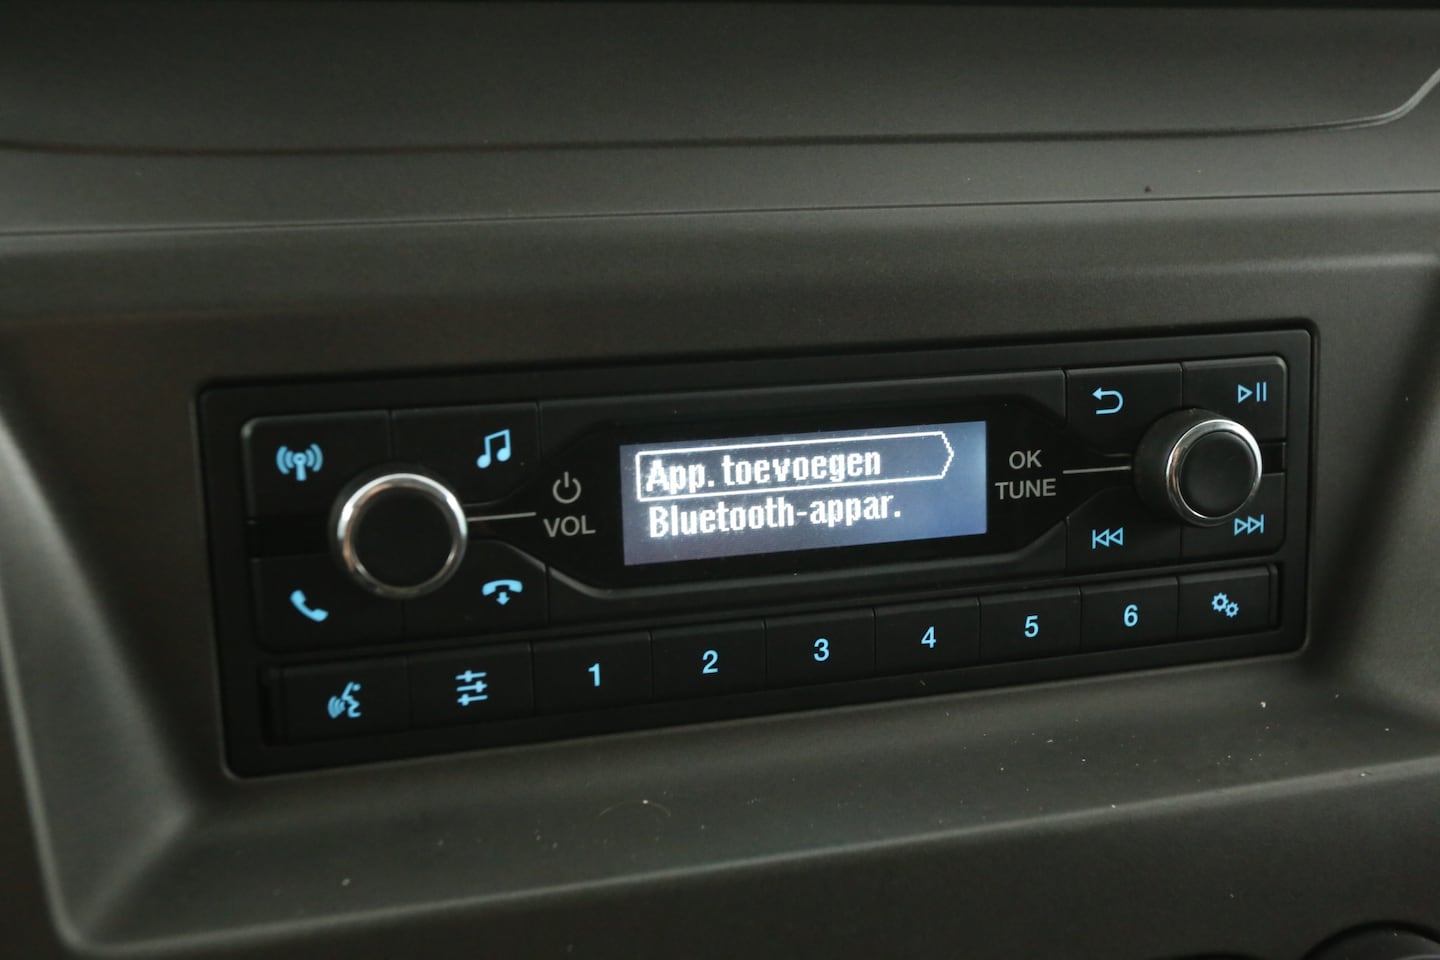 App. toevoegen
Bluetooth-appar.
VOL
OK
TUNE
1 2 3 4 5 6